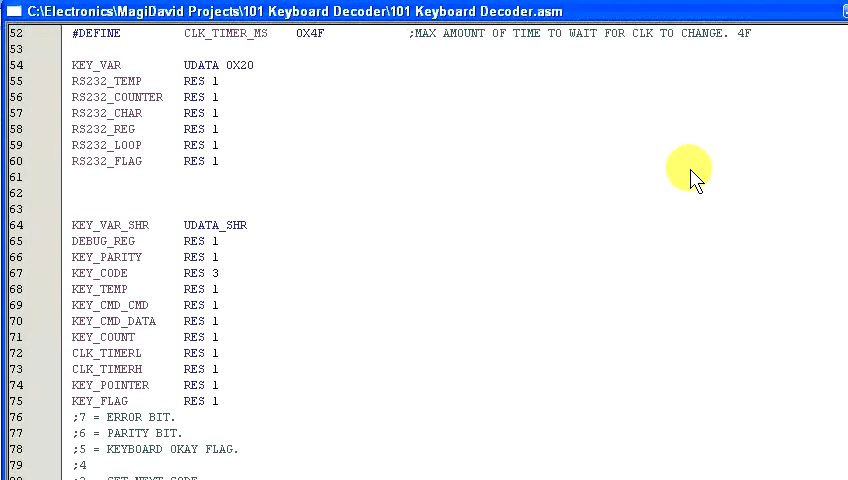 C:\Electronics\MagiDavid Projects\101 Keyboard Decoder\101 Keyboard Decoder.asm
52 #DEFINE CLK_TIMER_MS 0X4F ;MAX AMOUNT OF TIME TO WAIT FOR CLK TO CHANGE. 4F
53
54 KEY_VAR UDATA 0X20
55 RS232_TEMP RES 1
56 RS232_COUNTER RES 1
57 RS232_CHAR RES 1
58 RS232_REG RES 1
59 RS232_LOOP RES 1
60 RS232_FLAG RES 1
61
62
63
64 KEY_VAR_SHR UDATA_SHR
65 DEBUG_REG RES 1
66 KEY_PARITY RES 1
67 KEY_CODE RES 3
68 KEY_TEMP RES 1
69 KEY_CMD_CMD RES 1
70 KEY_CMD_DATA RES 1
71 KEY_COUNT RES 1
72 CLK_TIMERL RES 1
73 CLK_TIMERH RES 1
74 KEY_POINTER RES 1
75 KEY_FLAG RES 1
76 ;7 = ERROR BIT.
77 ;6 = PARITY BIT.
78 ;5 = KEYBOARD OKAY FLAG.
79 ;4